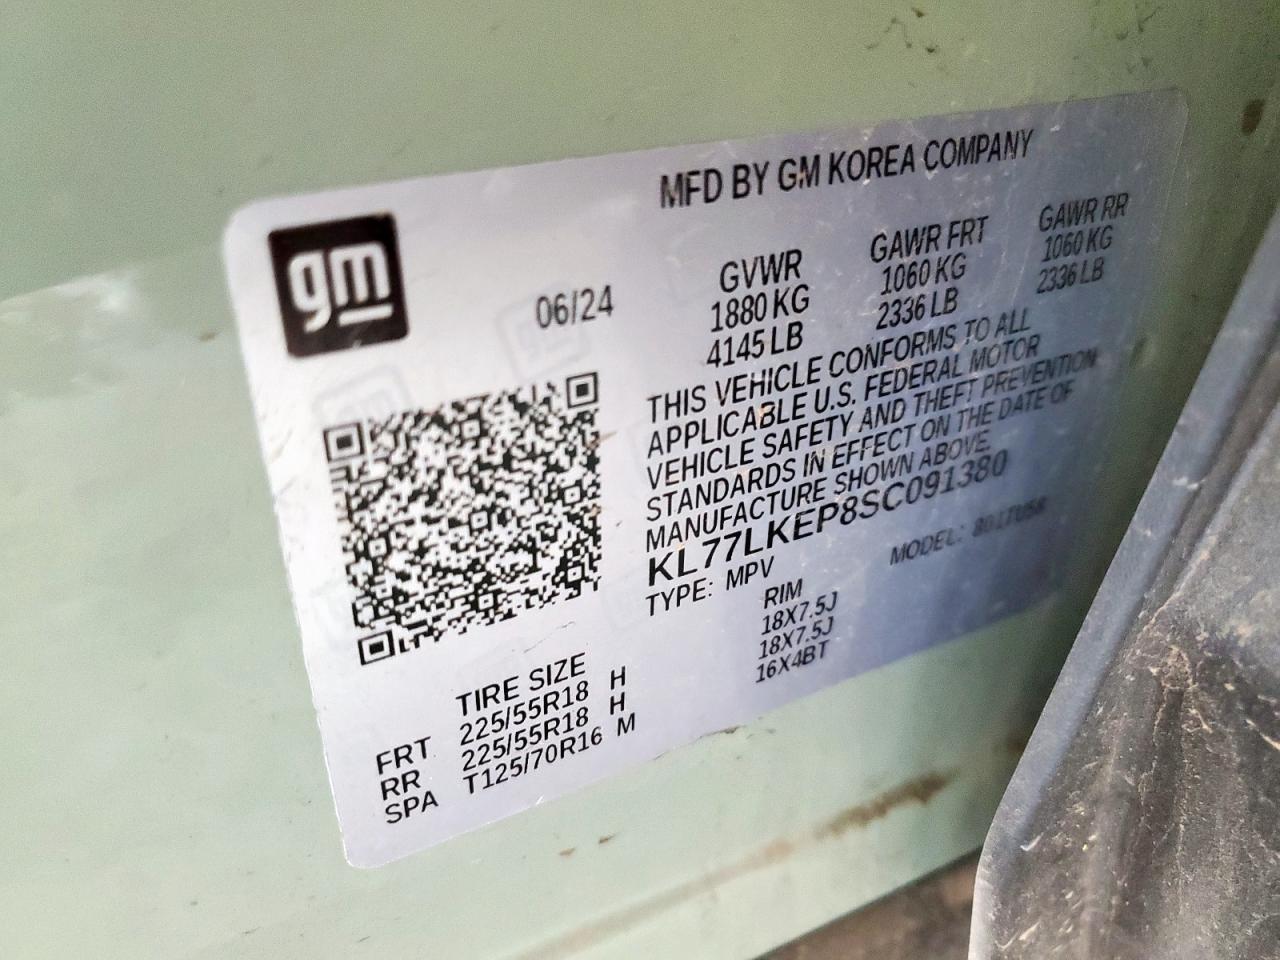 gm
MFD BY GM KOREA COMPANY
06/24
GVWR GAWR FRT GAWR RR
1880 KG 1060 KG 1060 KG
4145 LB 2336 LB 2336 LB
THIS VEHICLE CONFORMS TO ALL
APPLICABLE U.S. FEDERAL MOTOR
VEHICLE SAFETY AND THEFT PREVENTION
STANDARDS IN EFFECT ON THE DATE OF
MANUFACTURE SHOWN ABOVE.
KL77LKEP8SC091380
TYPE: MPV MODEL:
TIRE SIZE RIM
FRT 225/55R18 H 18X7.5J
RR 225/55R18 H 18X7.5J
SPA T125/70R16 M 16X4BT